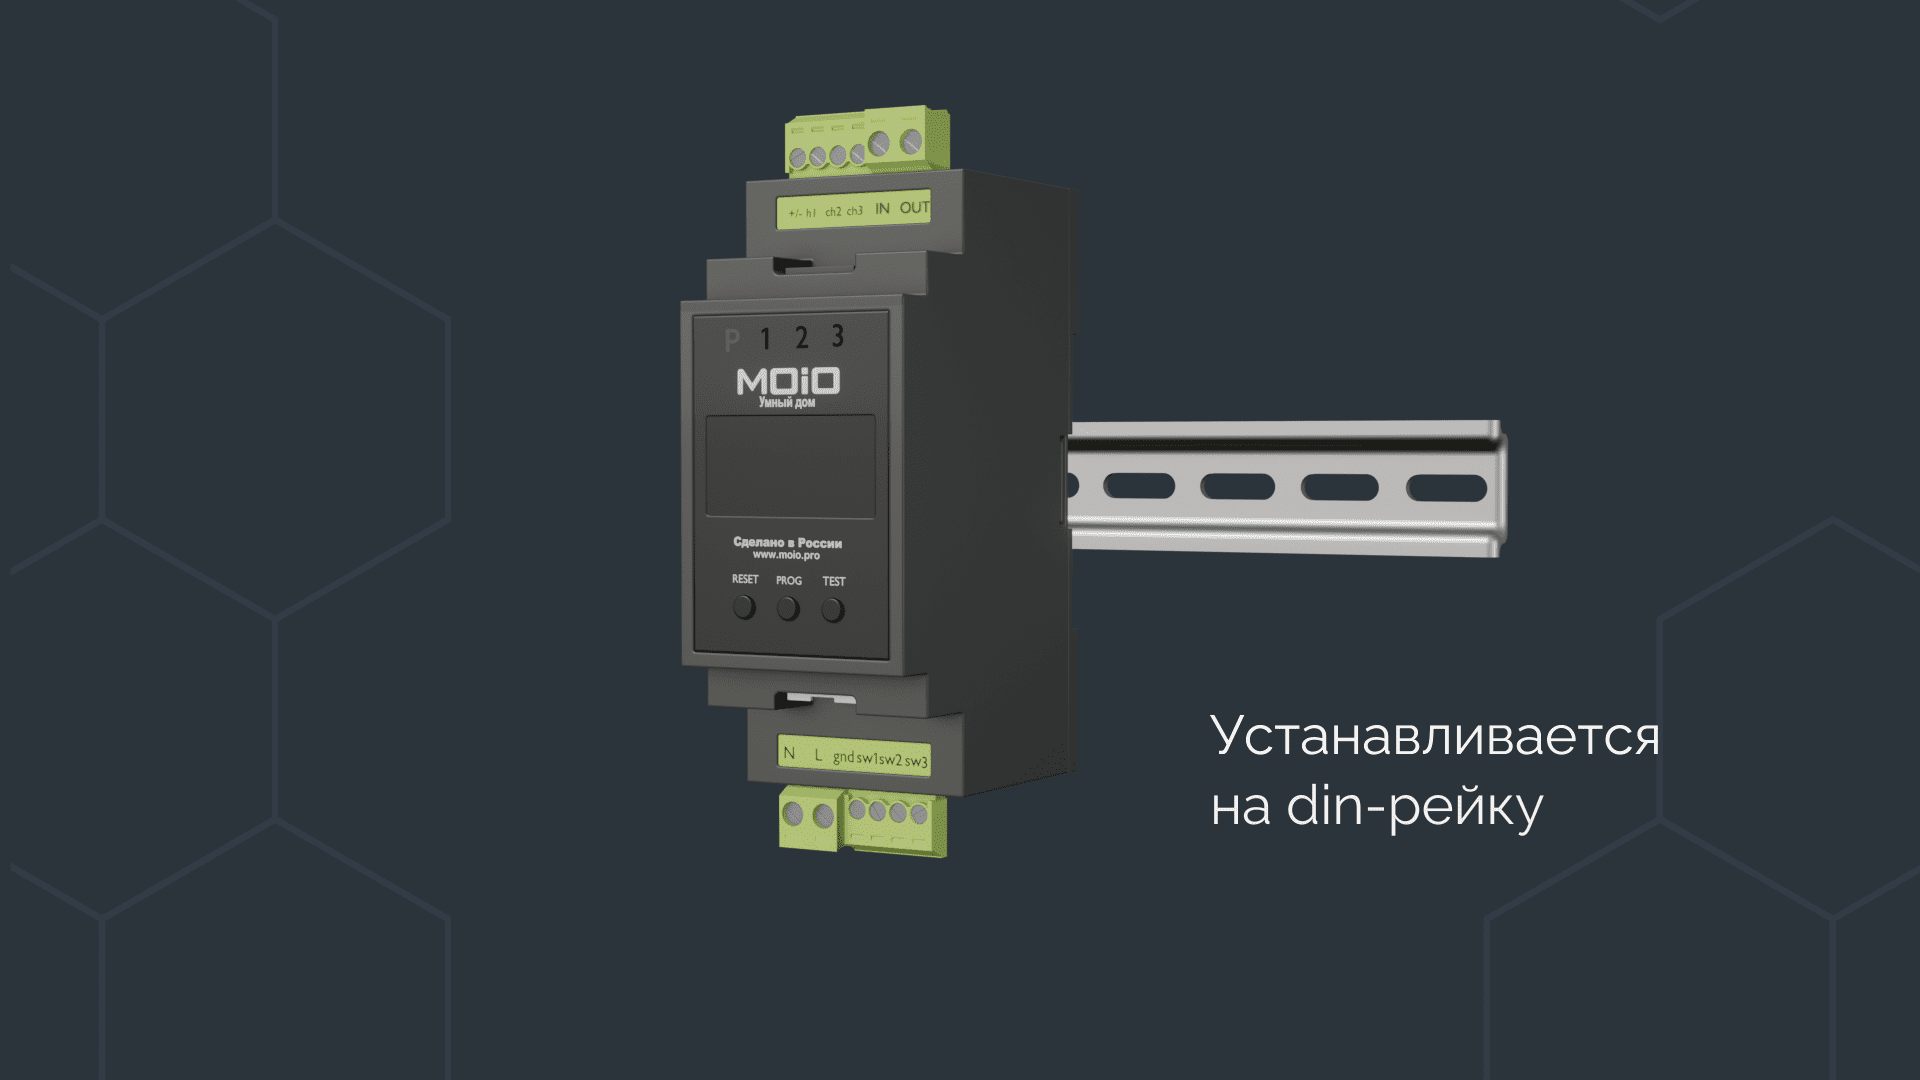 +/- h1 ch2 ch3 IN OUT
P 1 2 3
MOiO
Умный дом
Сделано в России
www.moio.pro
RESET PROG TEST
N L gnd sw1 sw2 sw3
Устанавливается
на din-рейку